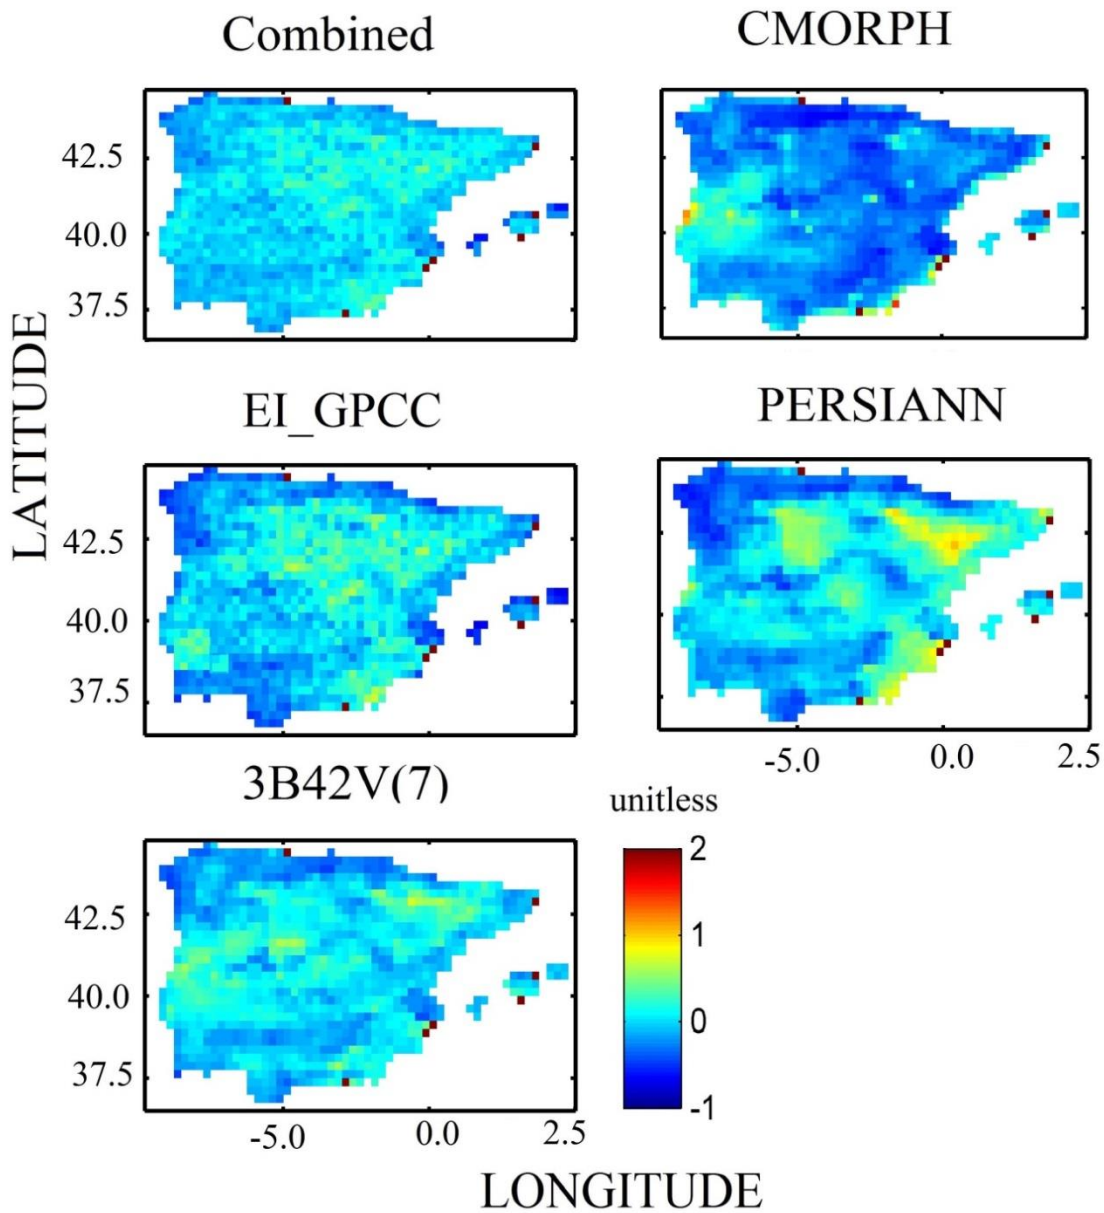 Combined
CMORPH
42.5
40.0
37.5
LATITUDE
EI_GPCC
PERSIANN
42.5
40.0
37.5
-5.0 0.0 2.5
3B42V(7)
unitless
2
1
0
-1
42.5
40.0
37.5
-5.0 0.0 2.5
LONGITUDE